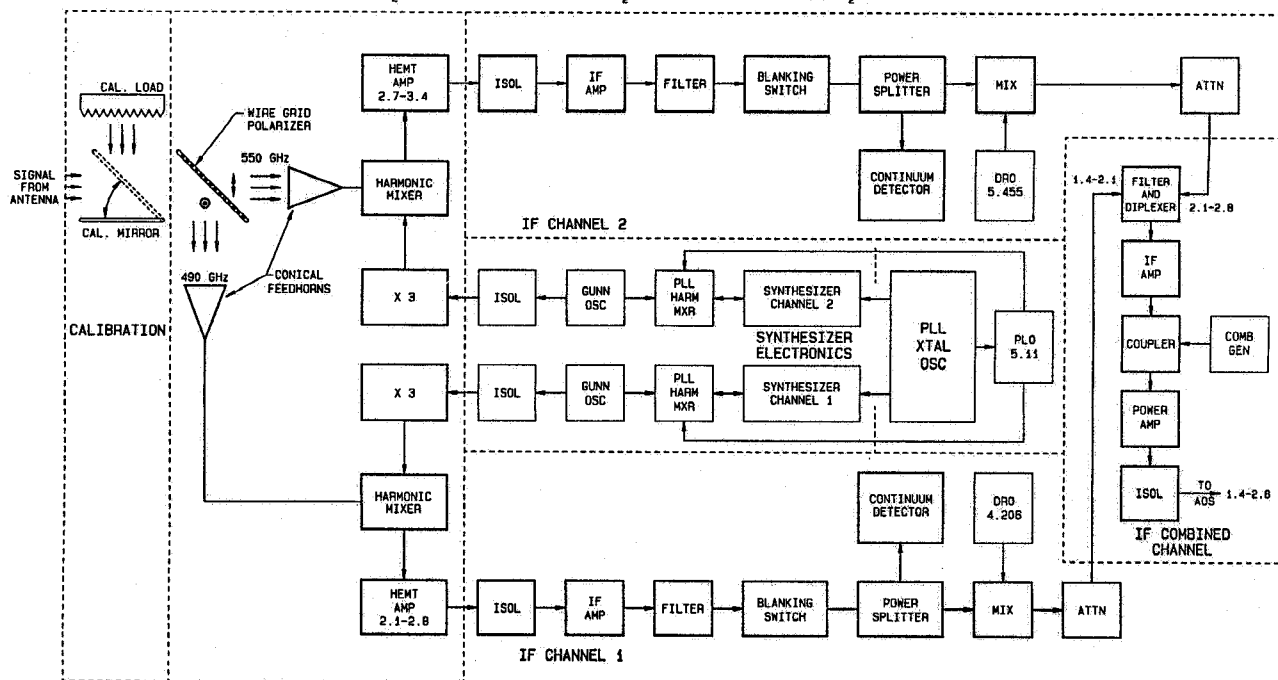 HEMT
AMP
2.7-3.4
ISOL
IF
AMP
FILTER
BLANKING
SWITCH
POWER
SPLITTER
MIX
ATTN
CAL. LOAD
WIRE GRID
POLARIZER
550 GHz
SIGNAL
FROM
ANTENNA
CAL. MIRROR
HARMONIC
MIXER
CONTINUUM
DETECTOR
DRO
5.455
1.4-2.1
FILTER
AND
DIPLEXER
2.1-2.8
IF CHANNEL 2
490 GHz
CONICAL
FEEDHORNS
X 3
ISOL
GUNN
OSC
PLL
HARM
MXR
SYNTHESIZER
CHANNEL 2
PLL
XTAL
OSC
PLO
5.11
IF
AMP
CALIBRATION
SYNTHESIZER
ELECTRONICS
COUPLER
COMB
GEN
X 3
ISOL
GUNN
OSC
PLL
HARM
MXR
SYNTHESIZER
CHANNEL 1
POWER
AMP
HARMONIC
MIXER
CONTINUUM
DETECTOR
DRO
4.206
ISOL
TO
AOS
1.4-2.8
IF COMBINED
CHANNEL
HEMT
AMP
2.1-2.8
ISOL
IF
AMP
FILTER
BLANKING
SWITCH
POWER
SPLITTER
MIX
ATTN
IF CHANNEL 1